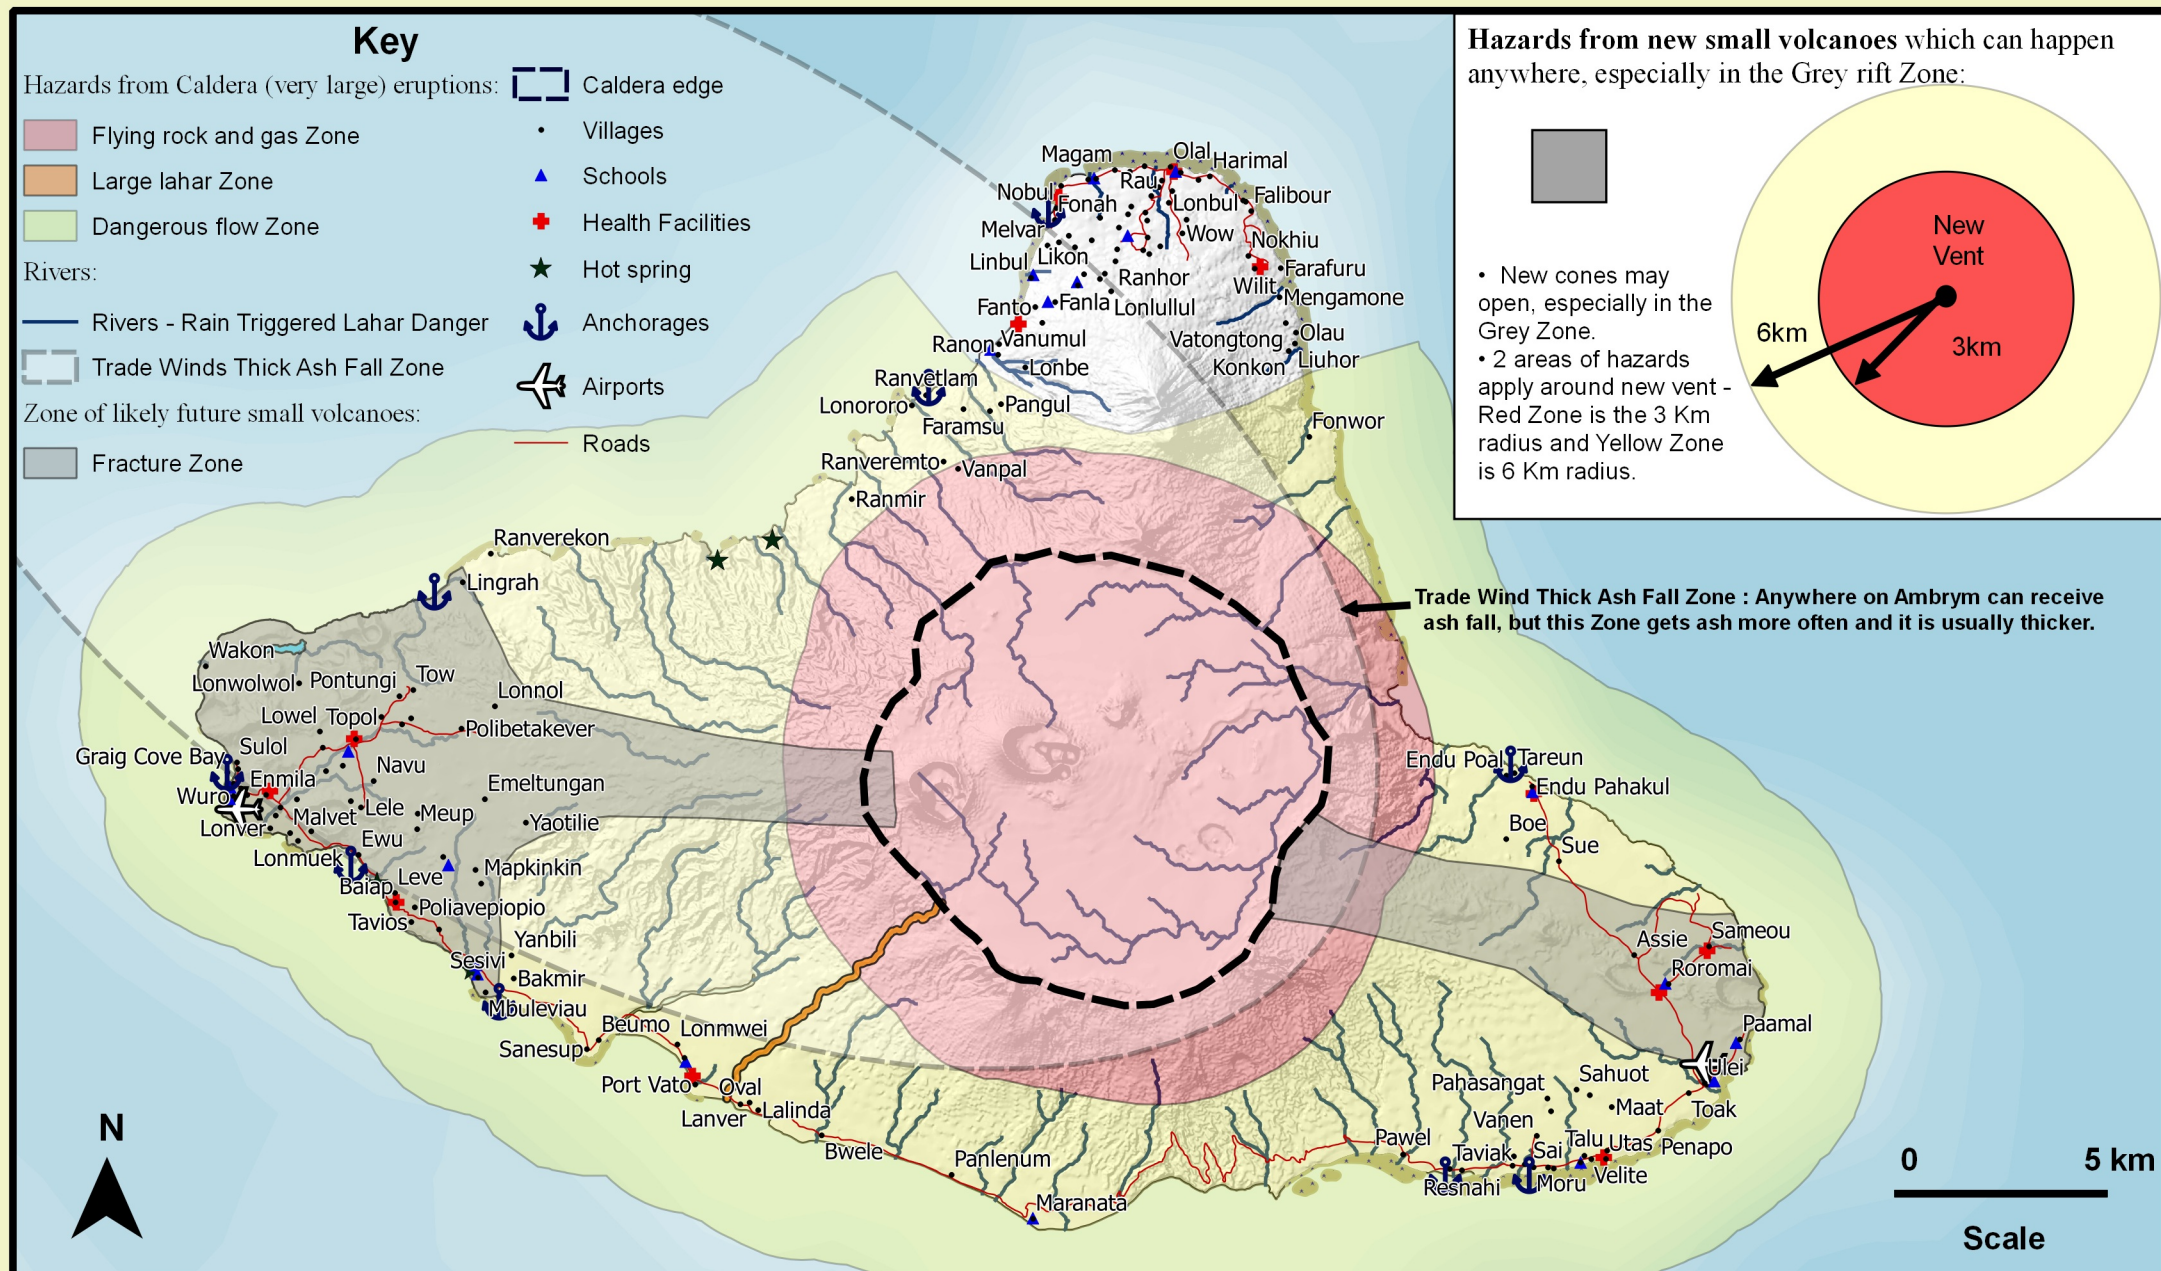 Key
Hazards from Caldera (very large) eruptions:
Flying rock and gas Zone
Large lahar Zone
Dangerous flow Zone
Rivers:
Rivers - Rain Triggered Lahar Danger
Trade Winds Thick Ash Fall Zone
Zone of likely future small volcanoes:
Fracture Zone
Caldera edge
Villages
Schools
Health Facilities
Hot spring
Anchorages
Airports
Roads
Hazards from new small volcanoes which can happen
anywhere, especially in the Grey rift Zone:
• New cones may
open, especially in the
Grey Zone.
• 2 areas of hazards
apply around new vent -
Red Zone is the 3 Km
radius and Yellow Zone
is 6 Km radius.
New
Vent
6km
3km
Trade Wind Thick Ash Fall Zone : Anywhere on Ambrym can receive
ash fall, but this Zone gets ash more often and it is usually thicker.
Magam
Olal
Harimal
Nobul
Rau
Fonah
Lonbul
Falibour
Melvar
Wow
Nokhiu
Linbul
Likon
Ranhor
Farafuru
Wilit
Fanto
Fanla
Lonlullul
Mengamone
Ranon
Vanumul
Vatongtong
Olau
Lonbe
Konkon
Liuhor
Ranvetlam
Lonororo
Pangul
Faramsu
Fonwor
Ranveremto
Vanpal
Ranmir
Ranverekon
Lingrah
Wakon
Lonwolwol
Pontungi
Tow
Lonnol
Lowel
Topol
Polibetakever
Graig Cove Bay
Sulol
Enmila
Navu
Emeltungan
Wuro
Malvet
Lele
Meup
Yaotilie
Lonver
Ewu
Lonmuek
Baiap
Leve
Mapkinkin
Tavios
Poliavepiopio
Yanbili
Sesivi
Bakmir
Mbuleviau
Sanesup
Beumo
Lonmwei
Port Vato
Oval
Lanver
Lalinda
Bwele
Panlenum
Maranata
Endu Poal
Tareun
Endu Pahakul
Boe
Sue
Assie
Sameou
Roromai
Paamal
Ulei
Toak
Pahasangat
Sahuot
Vanen
Maat
Pawel
Taviak
Sai
Talu
Utas
Penapo
Resnahi
Moru
Velite
N
0
5 km
Scale